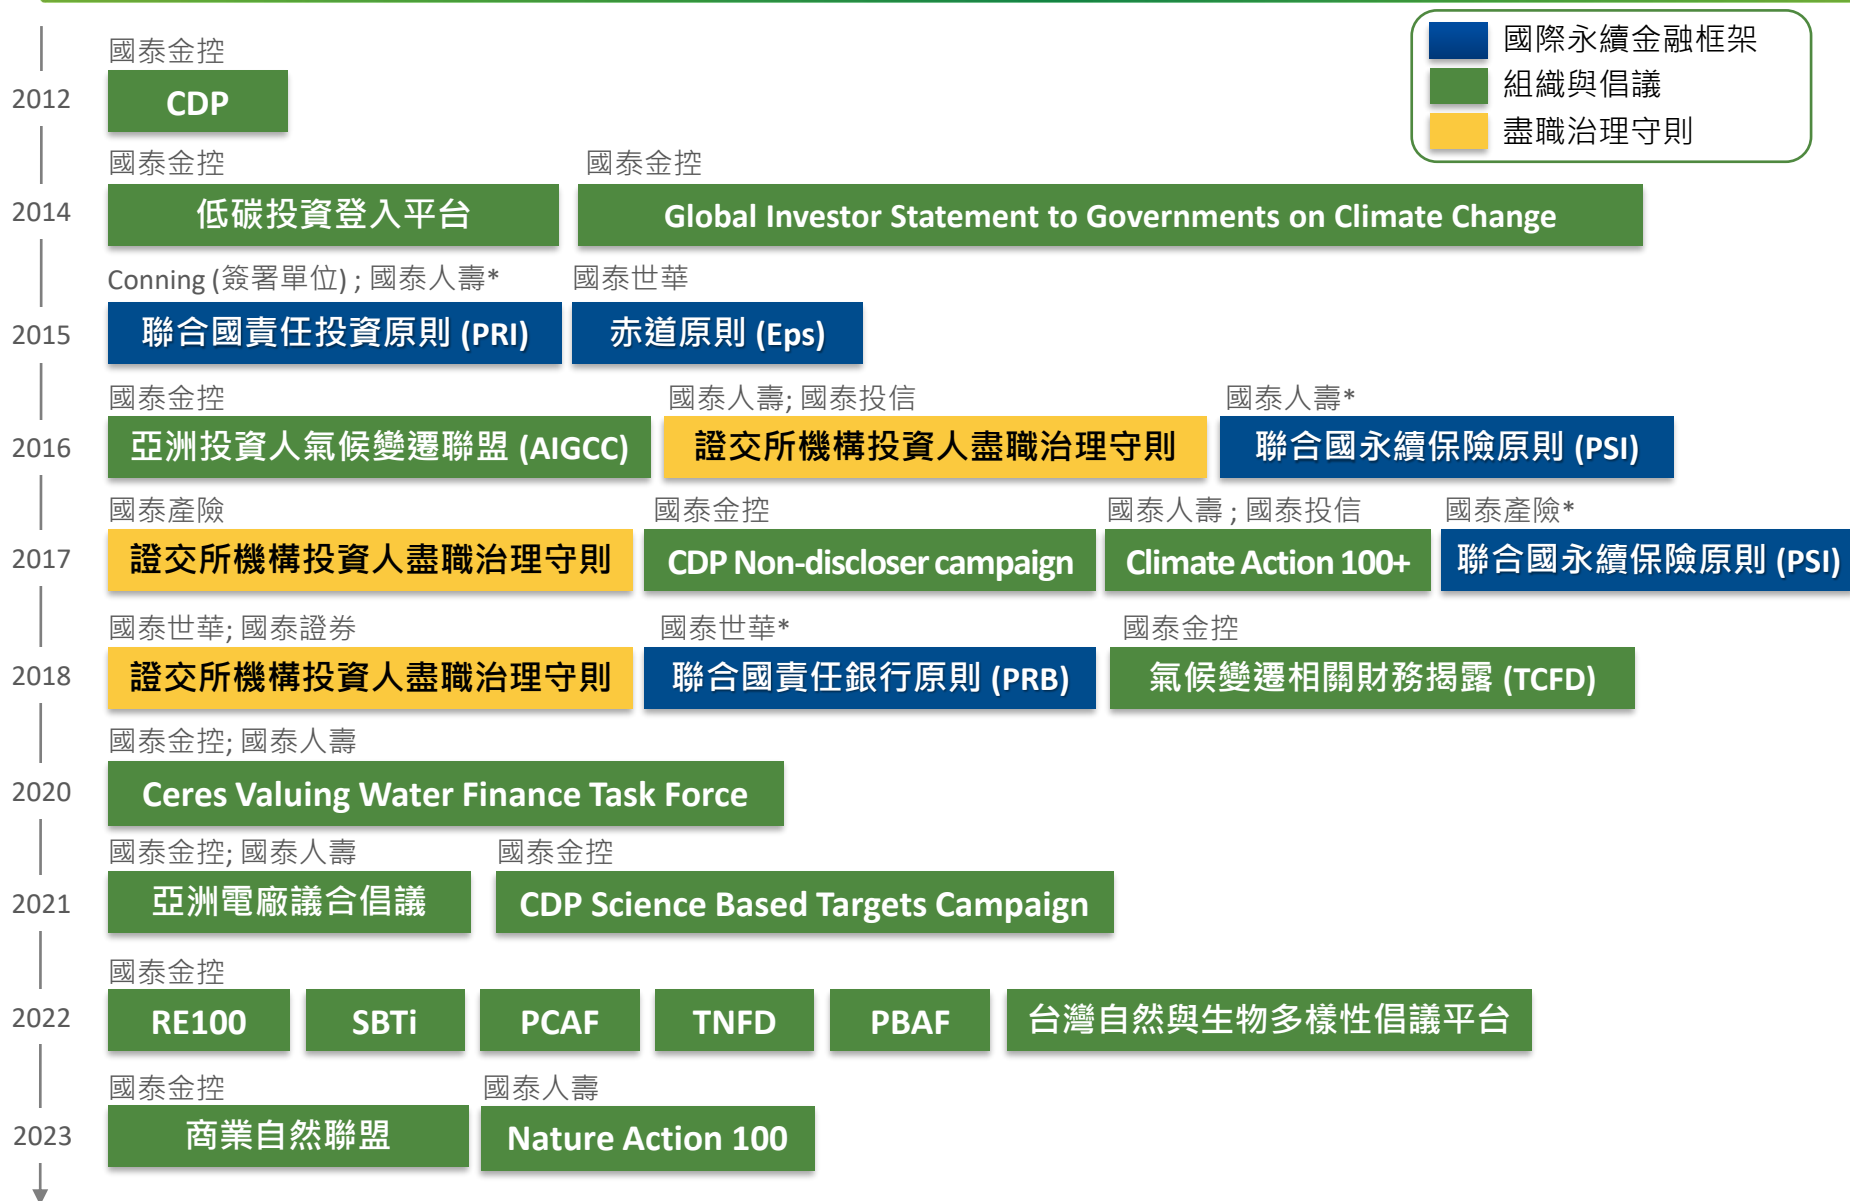 國際永續金融框架
組織與倡議
盡職治理守則
國泰金控
2012
CDP
國泰金控 國泰金控
2014
低碳投資登入平台 Global Investor Statement to Governments on Climate Change
Conning (簽署單位) ; 國泰人壽* 國泰世華
2015
聯合國責任投資原則 (PRI) 赤道原則 (Eps)
國泰金控 國泰人壽; 國泰投信 國泰人壽*
2016
亞洲投資人氣候變遷聯盟 (AIGCC) 證交所機構投資人盡職治理守則 聯合國永續保險原則 (PSI)
國泰產險 國泰金控 國泰人壽 ; 國泰投信 國泰產險*
2017
證交所機構投資人盡職治理守則 CDP Non-discloser campaign Climate Action 100+ 聯合國永續保險原則 (PSI)
國泰世華; 國泰證券 國泰世華* 國泰金控
2018
證交所機構投資人盡職治理守則 聯合國責任銀行原則 (PRB) 氣候變遷相關財務揭露 (TCFD)
國泰金控; 國泰人壽
2020
Ceres Valuing Water Finance Task Force
國泰金控; 國泰人壽 國泰金控
2021
亞洲電廠議合倡議 CDP Science Based Targets Campaign
國泰金控
2022
RE100 SBTi PCAF TNFD PBAF 台灣自然與生物多樣性倡議平台
國泰金控 國泰人壽
2023
商業自然聯盟 Nature Action 100